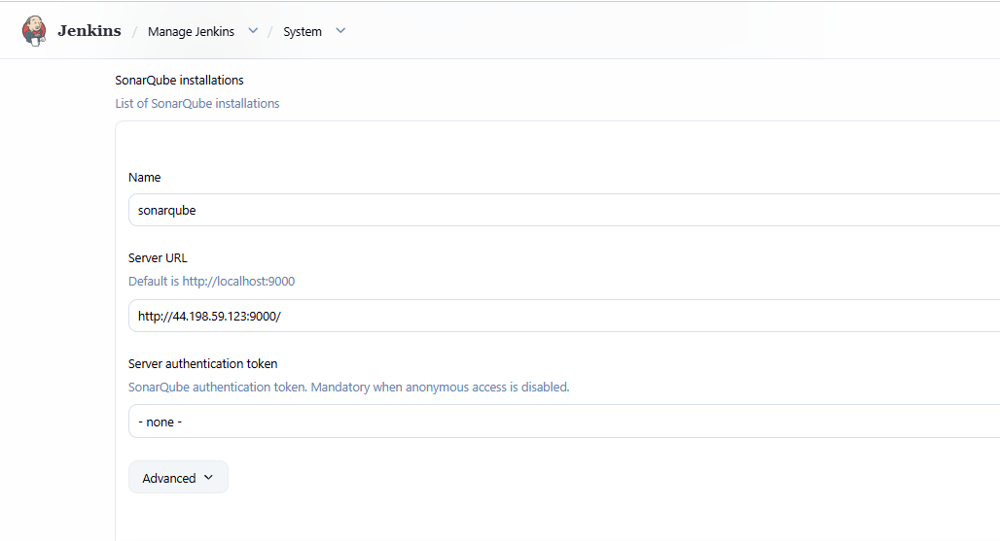 Jenkins / Manage Jenkins / System
SonarQube installations
List of SonarQube installations
Name
sonarqube
Server URL
Default is http://localhost:9000
http://44.198.59.123:9000/
Server authentication token
SonarQube authentication token. Mandatory when anonymous access is disabled.
- none -
Advanced